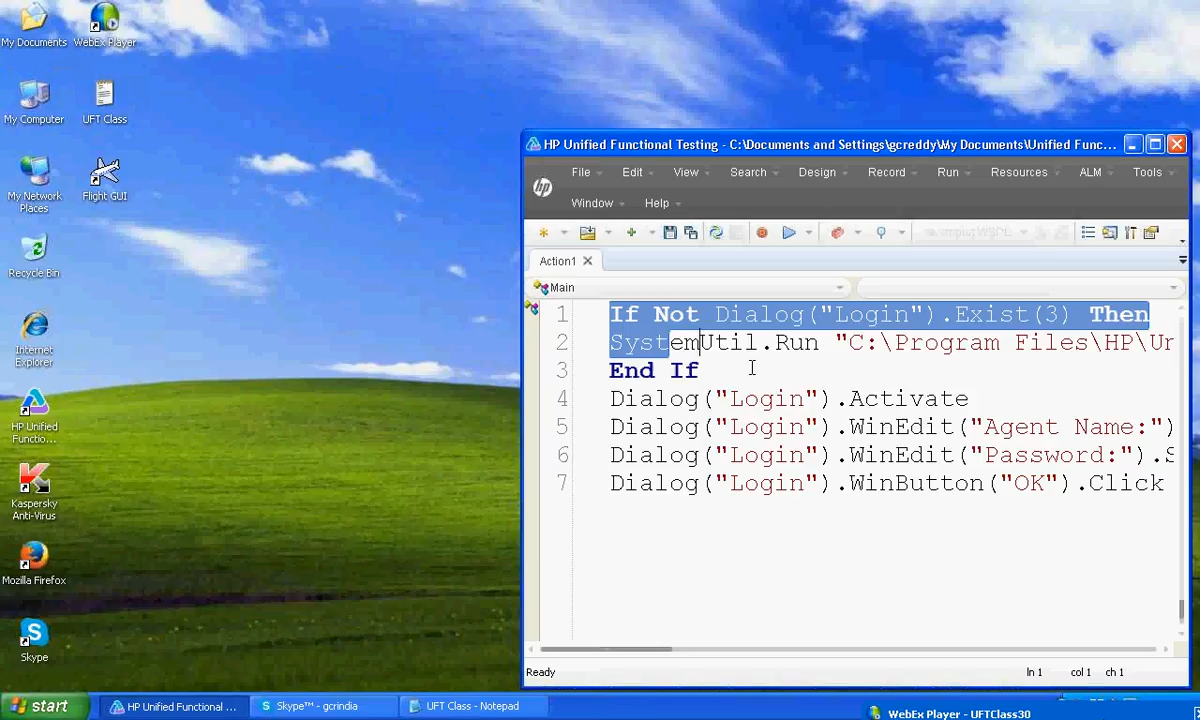 My Documents
WebEx Player
My Computer
UFT Class
My Network
Places
Flight GUI
Recycle Bin
Internet
Explorer
HP Unified
Functio...
Kaspersky
Anti-Virus
Mozilla Firefox
Skype
HP Unified Functional Testing - C:\Documents and Settings\gcreddy\My Documents\Unified Func...
hp
File Edit View Search Design Record Run Resources ALM Tools
Window Help
Action1
Main
1 If Not Dialog("Login").Exist(3) Then
2 SystemUtil.Run "C:\Program Files\HP\Un
3 End If
4 Dialog("Login").Activate
5 Dialog("Login").WinEdit("Agent Name:")
6 Dialog("Login").WinEdit("Password:").S
7 Dialog("Login").WinButton("OK").Click
Ready ln 1 col 1 ch 1
start
HP Unified Functional ...
Skype™ - gcrindia
UFT Class - Notepad
WebEx Player - UFTClass30